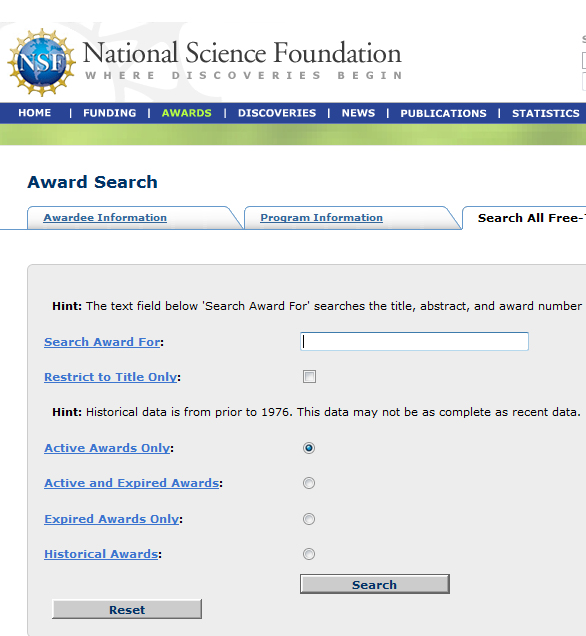 NSF
National Science Foundation
WHERE DISCOVERIES BEGIN
HOME | FUNDING | AWARDS | DISCOVERIES | NEWS | PUBLICATIONS | STATISTICS
Award Search
Awardee Information Program Information Search All Free-
Hint: The text field below 'Search Award For' searches the title, abstract, and award number
Search Award For:
Restrict to Title Only:
Hint: Historical data is from prior to 1976. This data may not be as complete as recent data.
Active Awards Only:
Active and Expired Awards:
Expired Awards Only:
Historical Awards:
Search
Reset